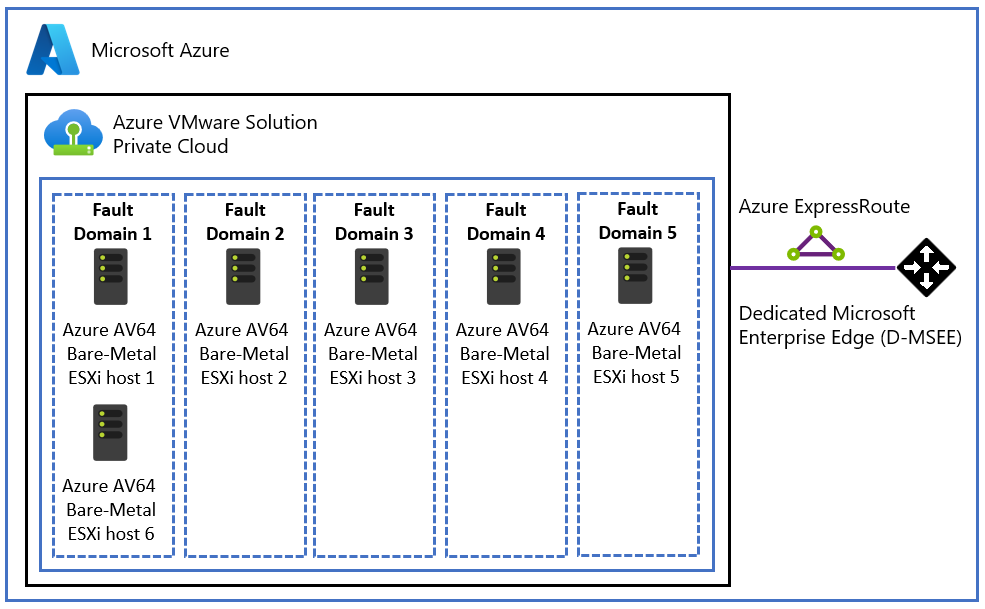 Microsoft Azure
Azure VMware Solution
Private Cloud
Fault
Domain 1
Azure AV64
Bare-Metal
ESXi host 1
Azure AV64
Bare-Metal
ESXi host 6
Fault
Domain 2
Azure AV64
Bare-Metal
ESXi host 2
Fault
Domain 3
Azure AV64
Bare-Metal
ESXi host 3
Fault
Domain 4
Azure AV64
Bare-Metal
ESXi host 4
Fault
Domain 5
Azure AV64
Bare-Metal
ESXi host 5
Azure ExpressRoute
Dedicated Microsoft
Enterprise Edge (D-MSEE)